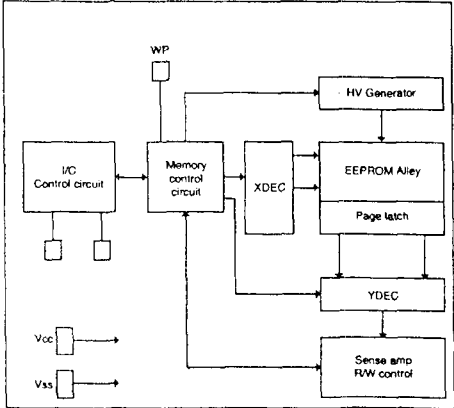 WP
HV Generator
I/C
Control circuit
Memory
control
circuit
XDEC
EEPROM Alley
Page latch
YDEC
Vcc
Sense amp
R/W control
Vss